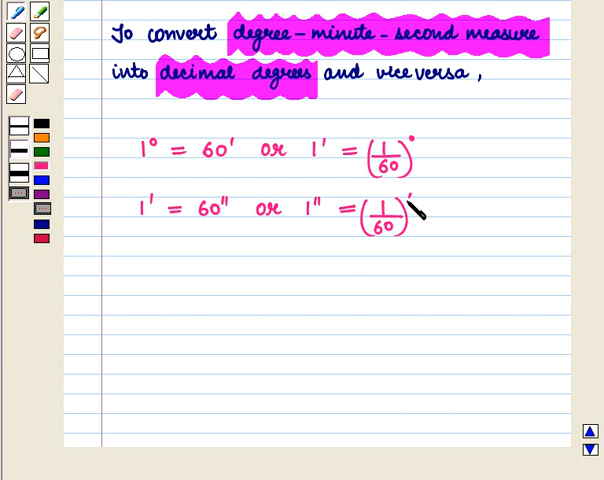 To convert degree-minute-second measure
into decimal degrees and vice versa,
1° = 60' or 1' = (1/60)°
1' = 60" or 1" = (1/60)'